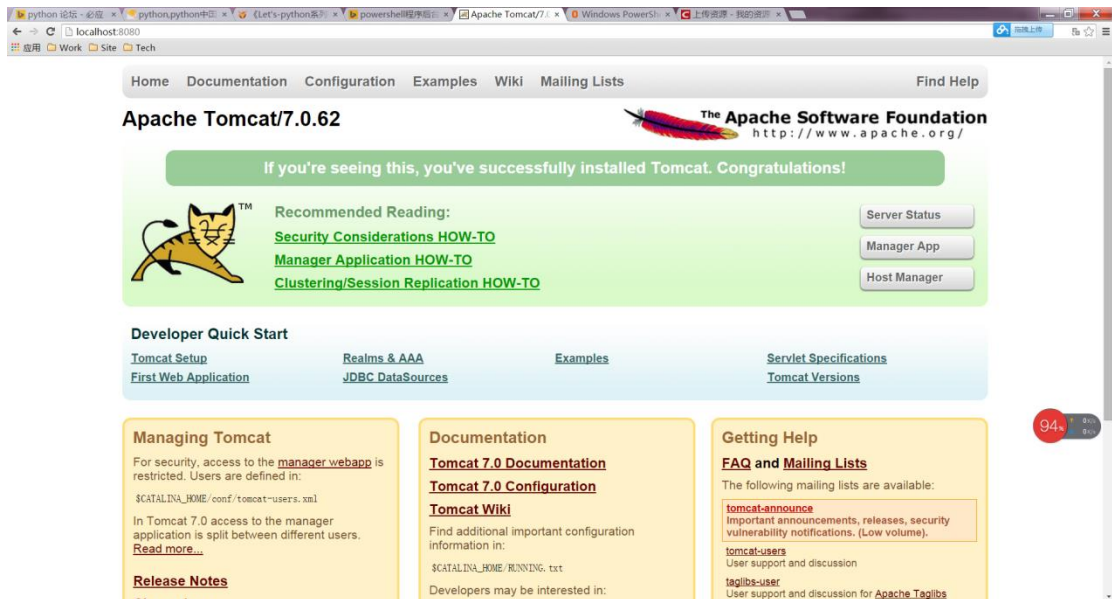 python 论坛 - 必应
python,python中国
《Let's-python系列
powershell程序后台
Apache Tomcat/7.
Windows PowerSh
上传资源 - 我的资源
localhost:8080
拖拽上传
应用 Work Site Tech
Home Documentation Configuration Examples Wiki Mailing Lists Find Help
Apache Tomcat/7.0.62
The Apache Software Foundation
http://www.apache.org/
If you're seeing this, you've successfully installed Tomcat. Congratulations!
TM
Recommended Reading:
Security Considerations HOW-TO
Manager Application HOW-TO
Clustering/Session Replication HOW-TO
Server Status
Manager App
Host Manager
Developer Quick Start
Tomcat Setup
First Web Application
Realms & AAA
JDBC DataSources
Examples
Servlet Specifications
Tomcat Versions
94%
Managing Tomcat
For security, access to the manager webapp is
restricted. Users are defined in:
$CATALINA_HOME/conf/tomcat-users.xml
In Tomcat 7.0 access to the manager
application is split between different users.
Read more...
Release Notes
Documentation
Tomcat 7.0 Documentation
Tomcat 7.0 Configuration
Tomcat Wiki
Find additional important configuration
information in:
$CATALINA_HOME/RUNNING.txt
Developers may be interested in:
Getting Help
FAQ and Mailing Lists
The following mailing lists are available:
tomcat-announce
Important announcements, releases, security
vulnerability notifications. (Low volume).
tomcat-users
User support and discussion
taglibs-user
User support and discussion for Apache Taglibs